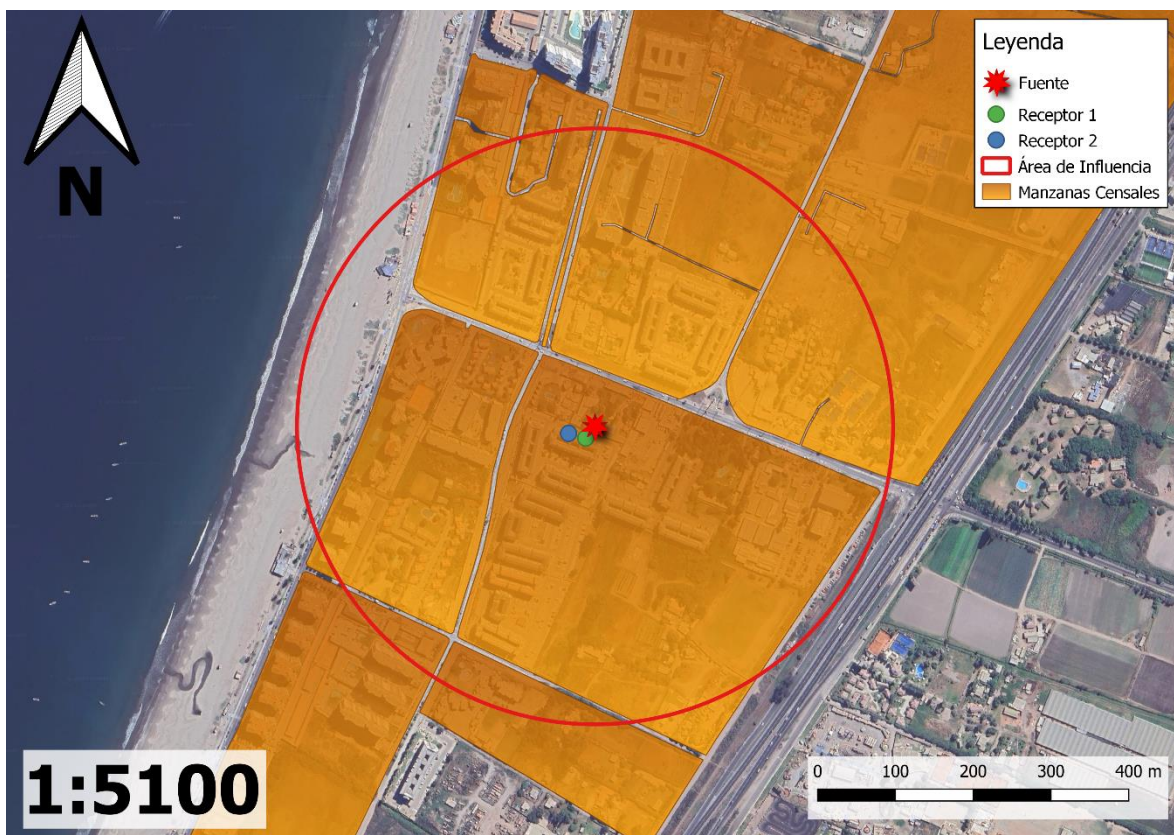 N
Leyenda
Fuente
Receptor 1
Receptor 2
Área de Influencia
Manzanas Censales
1:5100
0 100 200 300 400 m